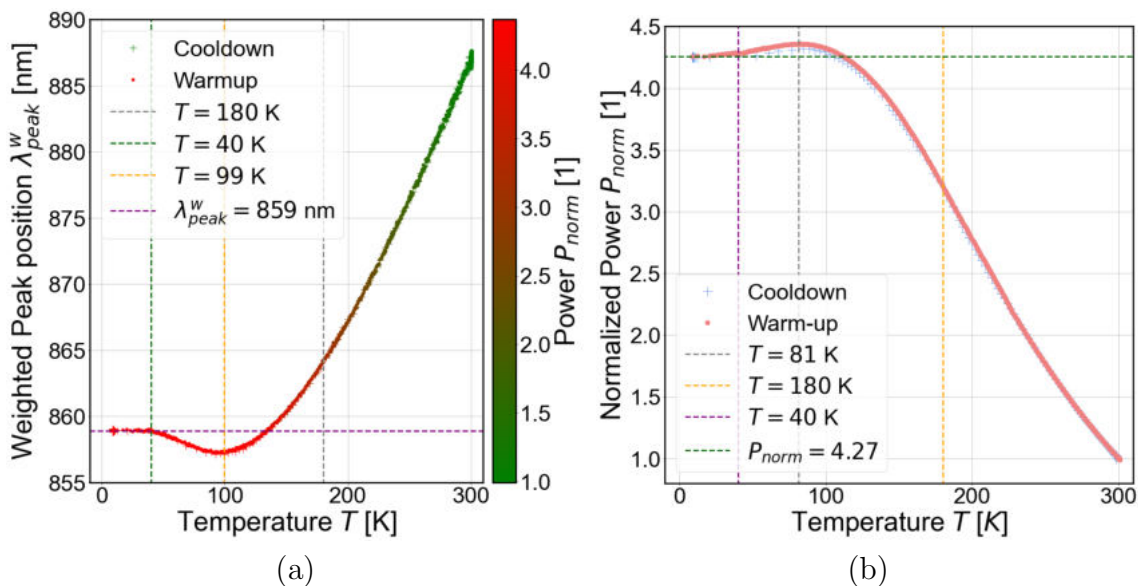 890
885
880
875
870
865
860
855
Weighted Peak position λ^w_peak [nm]
Cooldown
Warmup
T = 180 K
T = 40 K
T = 99 K
λ^w_peak = 859 nm
0
100
200
300
Temperature T [K]
4.0
3.5
3.0
2.5
2.0
1.5
1.0
Power P_norm [1]
(a)
4.5
4.0
3.5
3.0
2.5
2.0
1.5
1.0
Normalized Power P_norm [1]
Cooldown
Warm-up
T = 81 K
T = 180 K
T = 40 K
P_norm = 4.27
0
100
200
300
Temperature T [K]
(b)